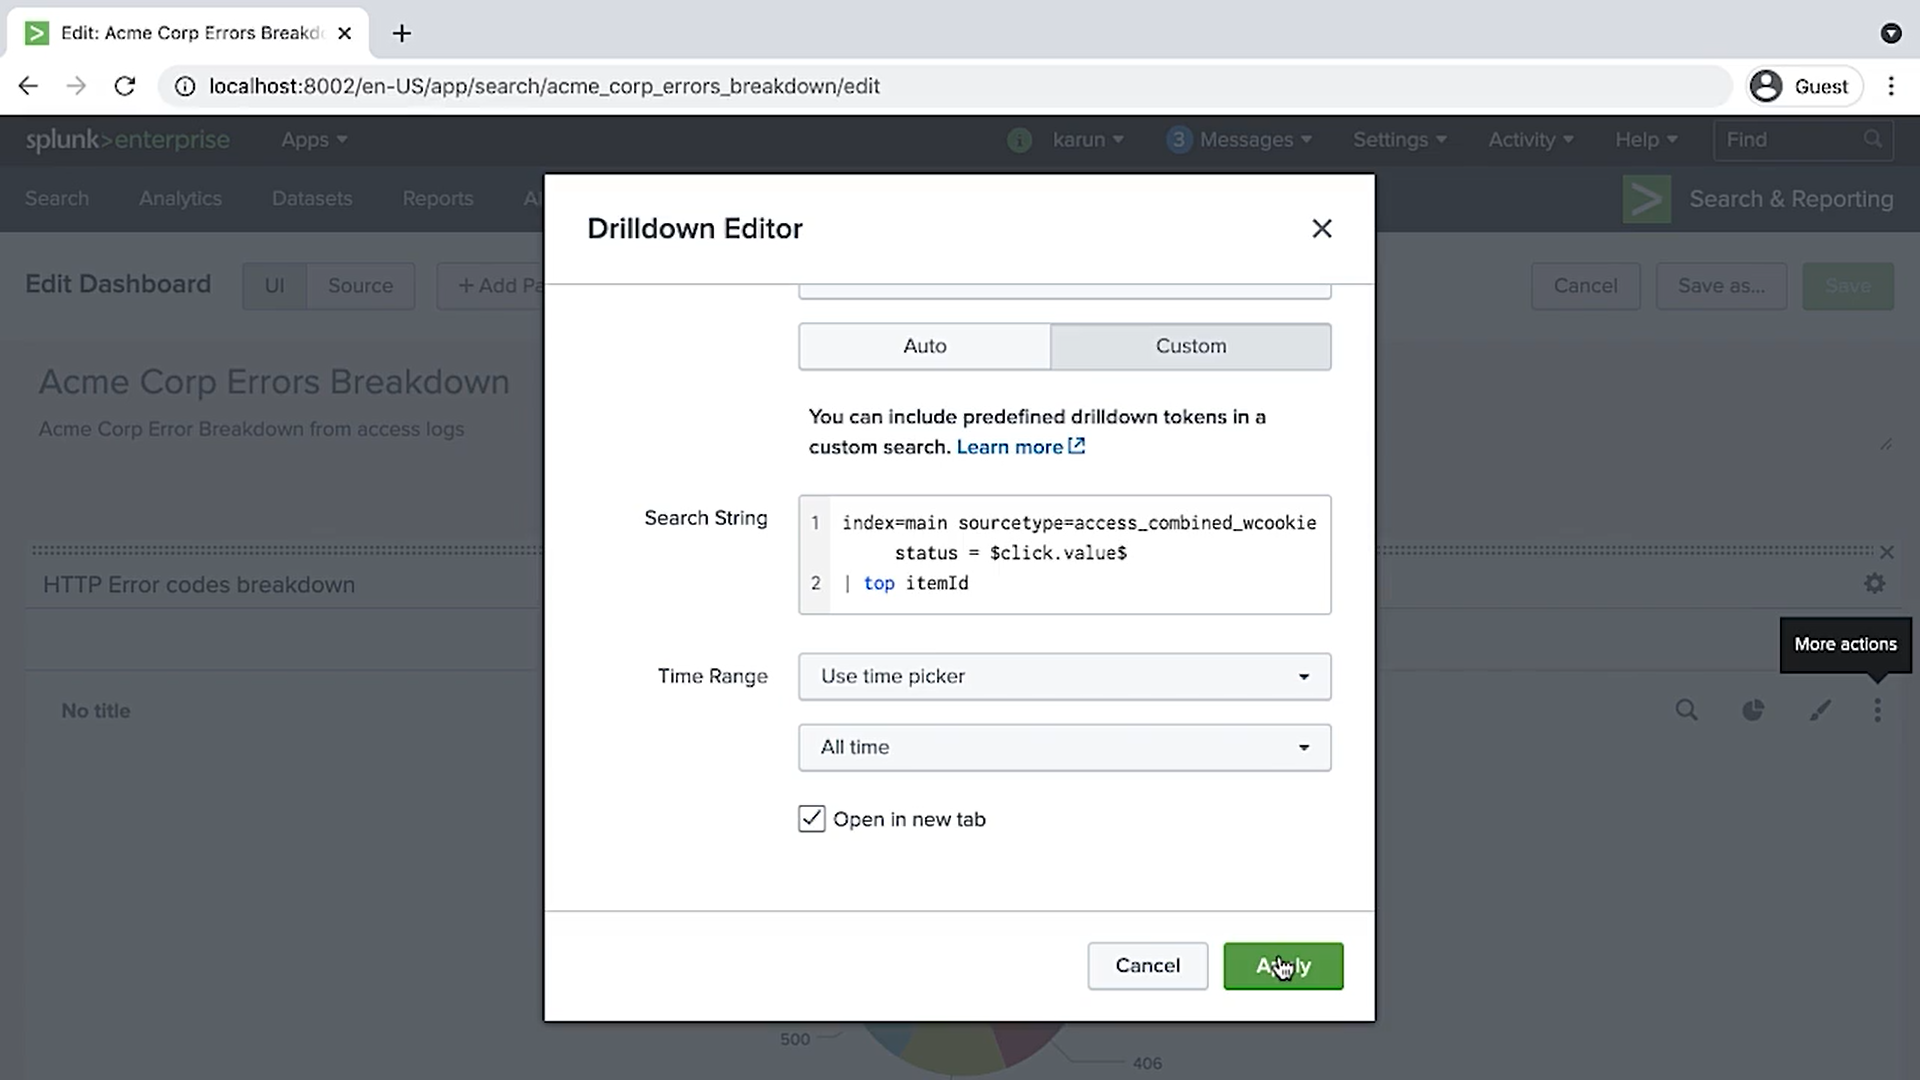 Edit: Acme Corp Errors Breakd
localhost:8002/en-US/app/search/acme_corp_errors_breakdown/edit
Guest
splunk>enterprise
Apps
i
karun
3 Messages
Settings
Activity
Help
Find
Search
Analytics
Datasets
Reports
Al
Search & Reporting
Drilldown Editor
Edit Dashboard
UI
Source
+ Add Pa
Cancel
Save as...
Save
Auto
Custom
Acme Corp Errors Breakdown
Acme Corp Error Breakdown from access logs
You can include predefined drilldown tokens in a
custom search. Learn more
Search String
1 index=main sourcetype=access_combined_wcookie
status = $click.value$
2 | top itemId
HTTP Error codes breakdown
More actions
Time Range
Use time picker
No title
All time
Open in new tab
Cancel
Apply
500
406